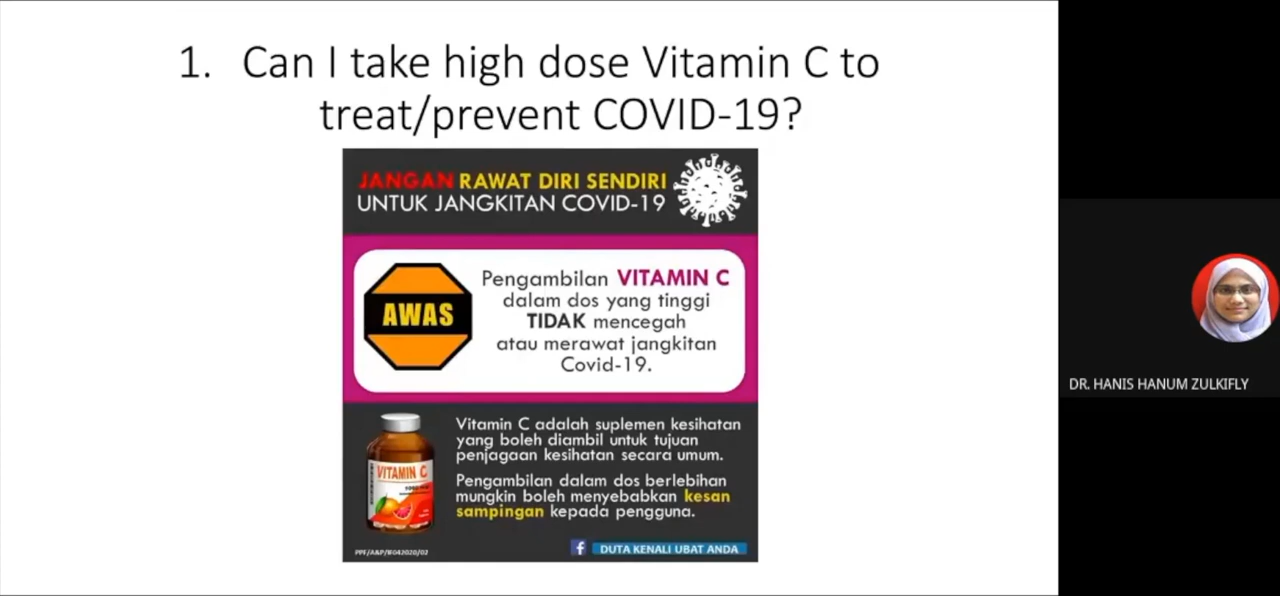 1. Can I take high dose Vitamin C to
treat/prevent COVID-19?
JANGAN RAWAT DIRI SENDIRI
UNTUK JANGKITAN COVID-19
AWAS
Pengambilan VITAMIN C
dalam dos yang tinggi
TIDAK mencegah
atau merawat jangkitan
Covid-19.
VITAMIN C
Vitamin C adalah suplemen kesihatan
yang boleh diambil untuk tujuan
penjagaan kesihatan secara umum.
Pengambilan dalam dos berlebihan
mungkin boleh menyebabkan kesan
sampingan kepada pengguna.
f DUTA KENALI UBAT ANDA
DR. HANIS HANUM ZULKIFLY